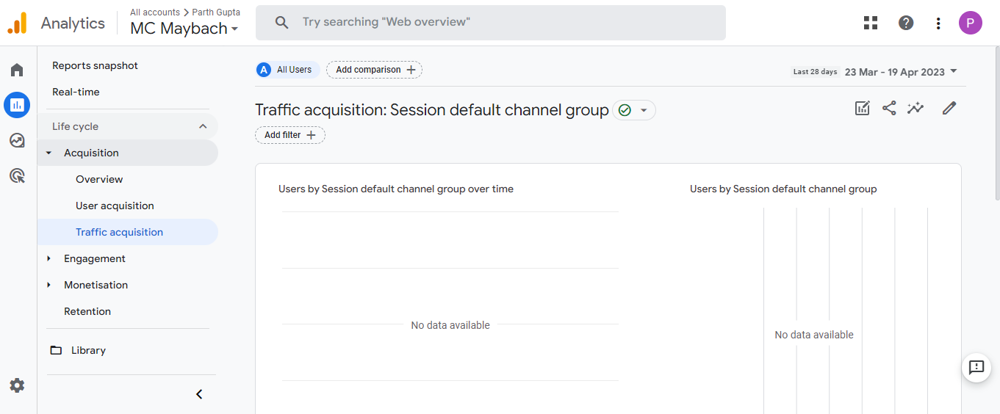 Analytics
All accounts > Parth Gupta
MC Maybach
Try searching "Web overview"
P
Reports snapshot
Real-time
Life cycle
Acquisition
Overview
User acquisition
Traffic acquisition
Engagement
Monetisation
Retention
Library
A All Users
Add comparison +
Last 28 days 23 Mar - 19 Apr 2023
Traffic acquisition: Session default channel group
Add filter +
Users by Session default channel group over time
No data available
Users by Session default channel group
No data available